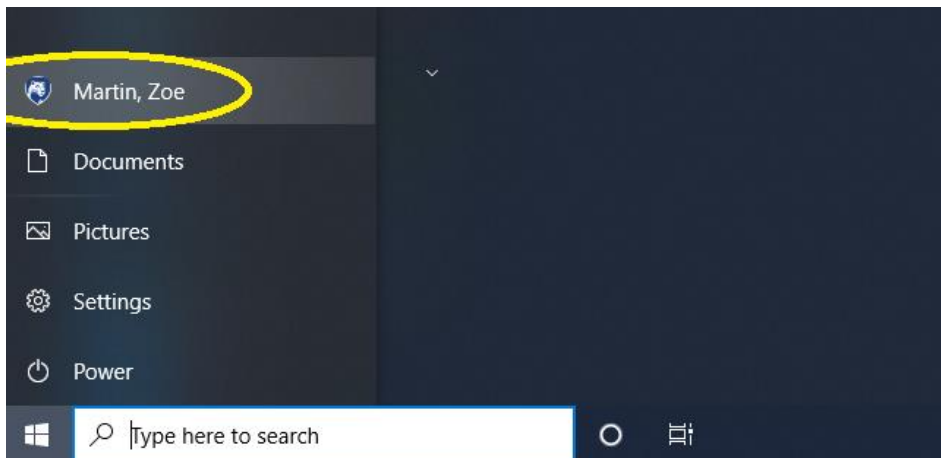 Martin, Zoe
Documents
Pictures
Settings
Power
Type here to search